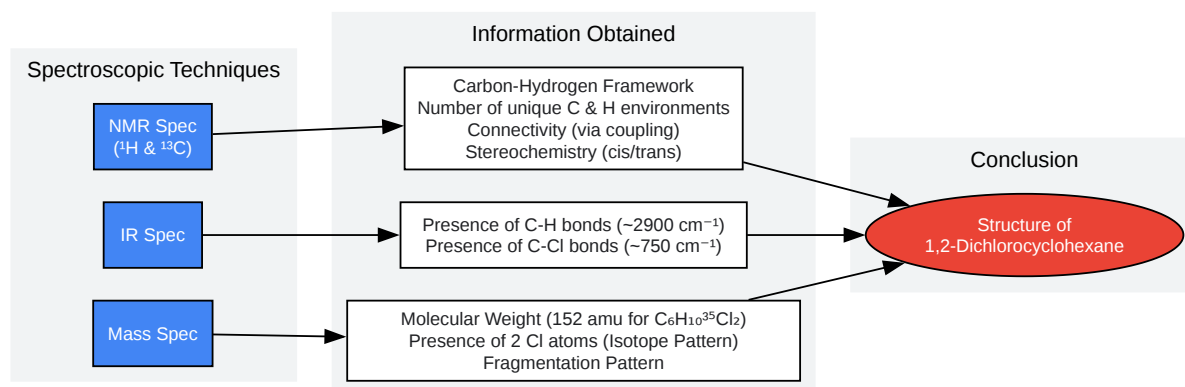 Spectroscopic Techniques
NMR Spec
(¹H & ¹³C)
IR Spec
Mass Spec
Information Obtained
Carbon-Hydrogen Framework
Number of unique C & H environments
Connectivity (via coupling)
Stereochemistry (cis/trans)
Presence of C-H bonds (~2900 cm⁻¹)
Presence of C-Cl bonds (~750 cm⁻¹)
Molecular Weight (152 amu for C₆H₁₀³⁵Cl₂)
Presence of 2 Cl atoms (Isotope Pattern)
Fragmentation Pattern
Conclusion
Structure of
1,2-Dichlorocyclohexane